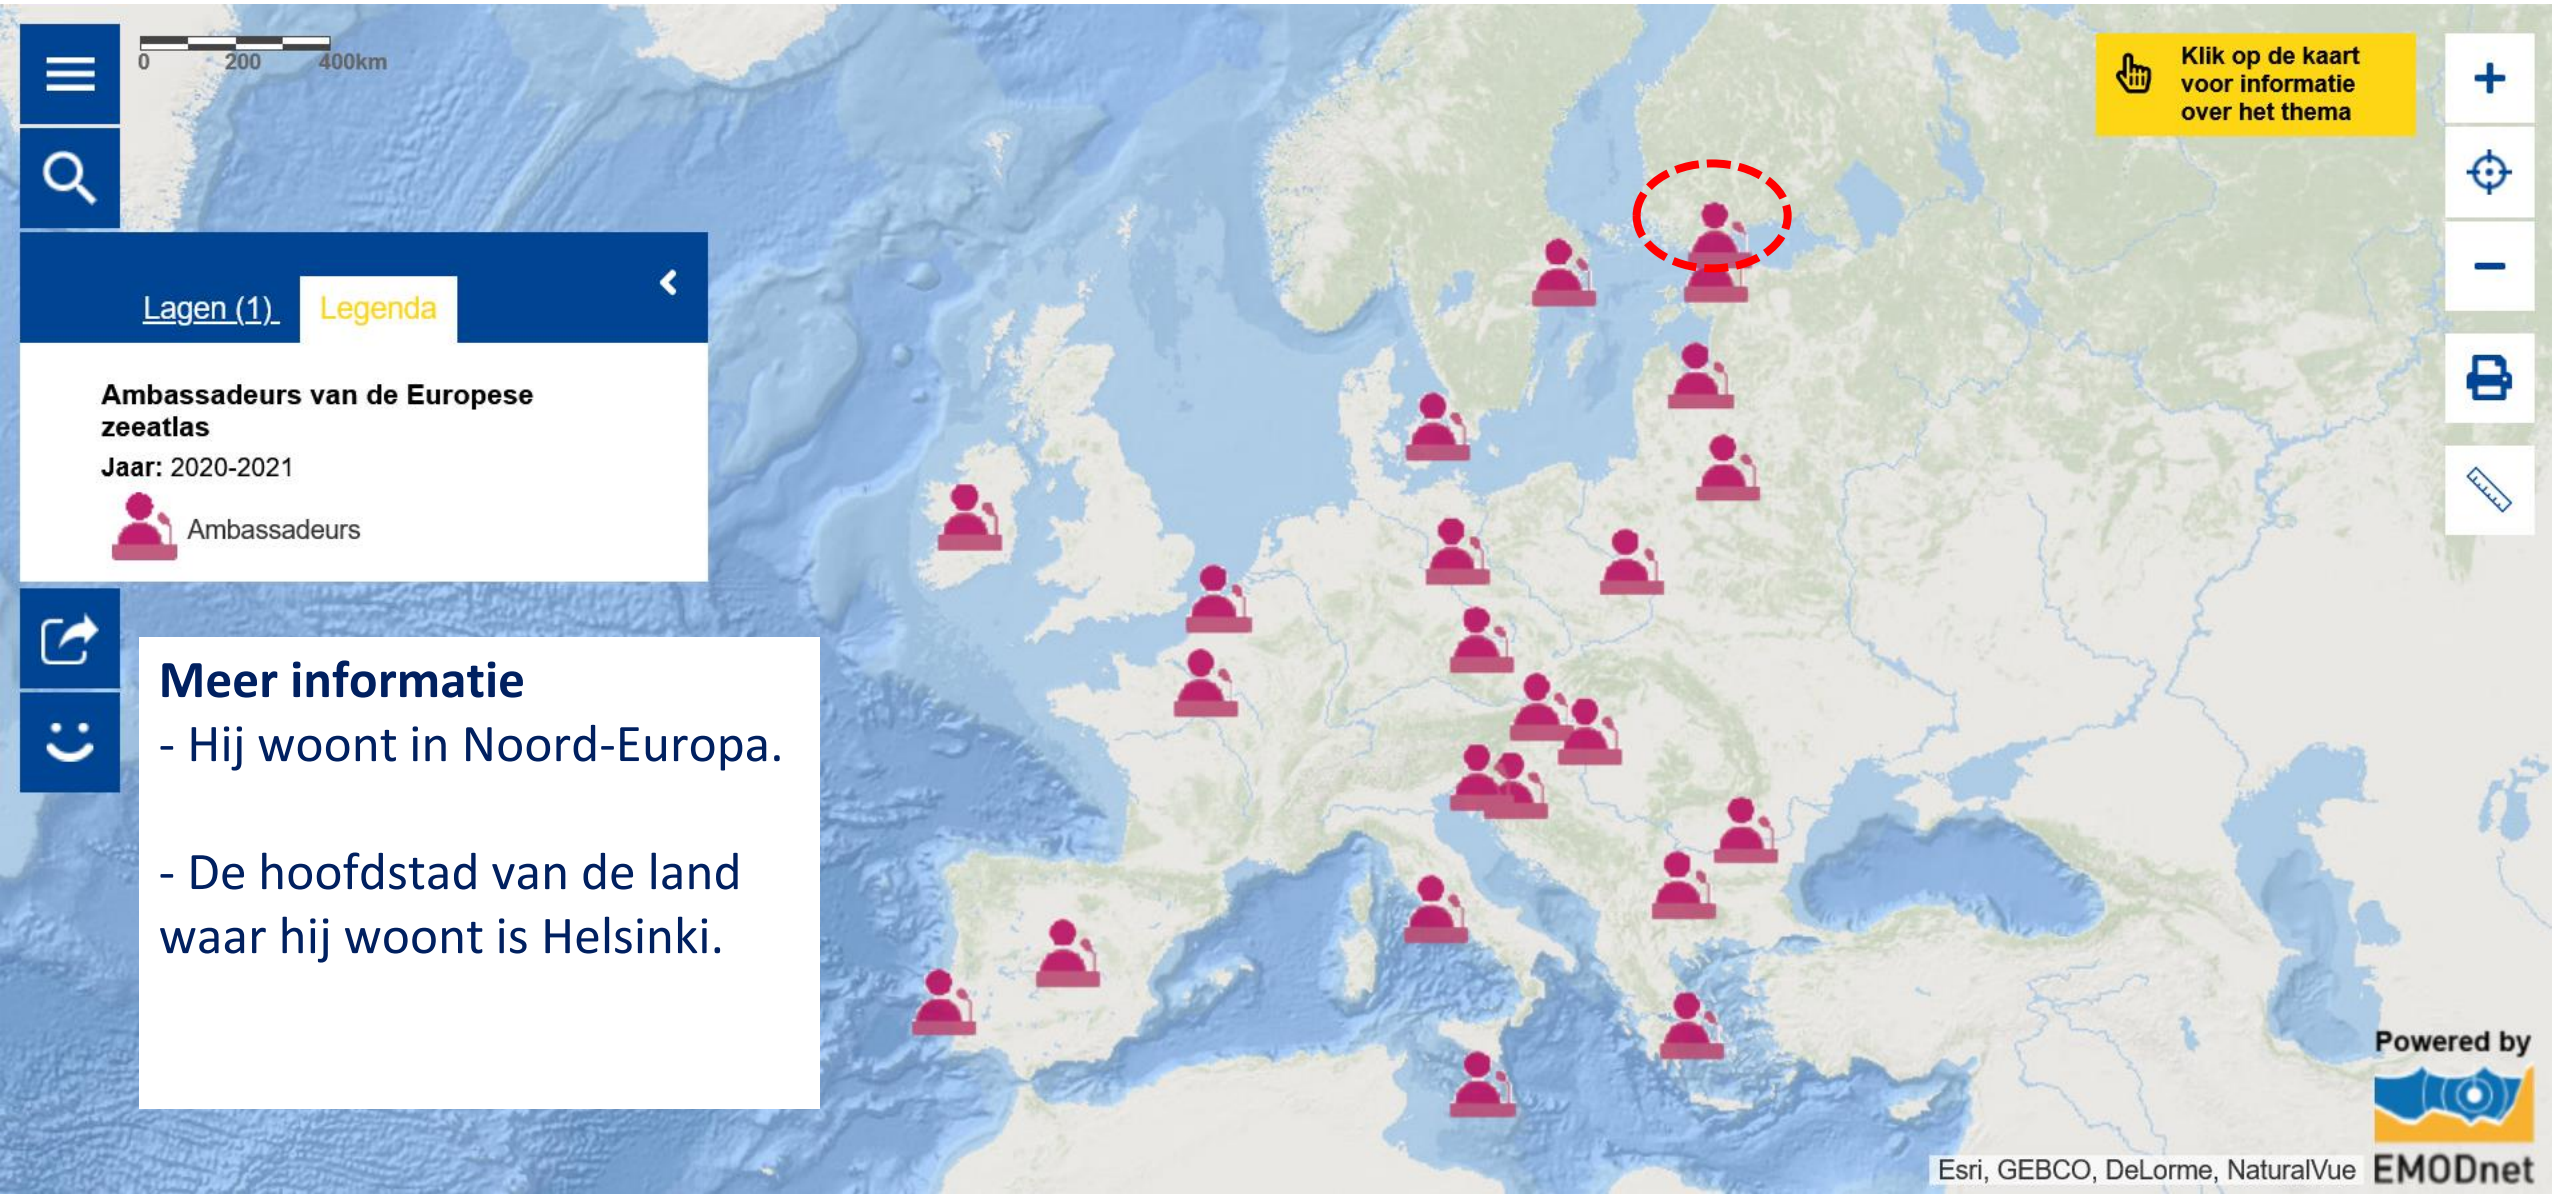 0 200 400km
Klik op de kaart
voor informatie
over het thema
Lagen (1) Legenda
Ambassadeurs van de Europese
zeeatlas
Jaar: 2020-2021
Ambassadeurs
Meer informatie
- Hij woont in Noord-Europa.
- De hoofdstad van de land
waar hij woont is Helsinki.
Powered by
EMODnet
Esri, GEBCO, DeLorme, NaturalVue